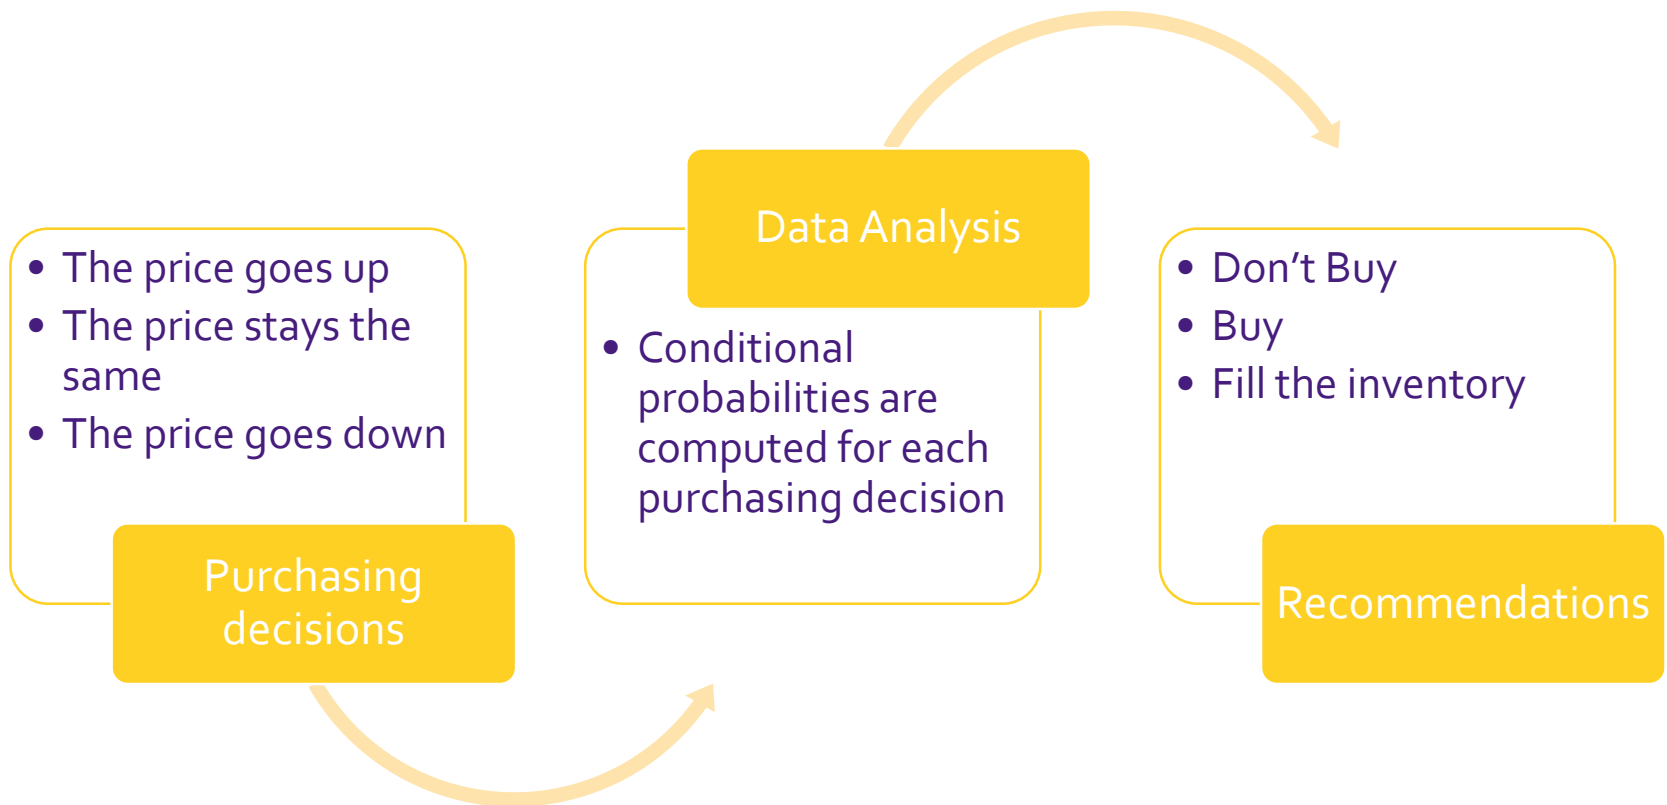 • The price goes up
• The price stays the
same
• The price goes down
Purchasing
decisions
Data Analysis
• Conditional
probabilities are
computed for each
purchasing decision
• Don’t Buy
• Buy
• Fill the inventory
Recommendations